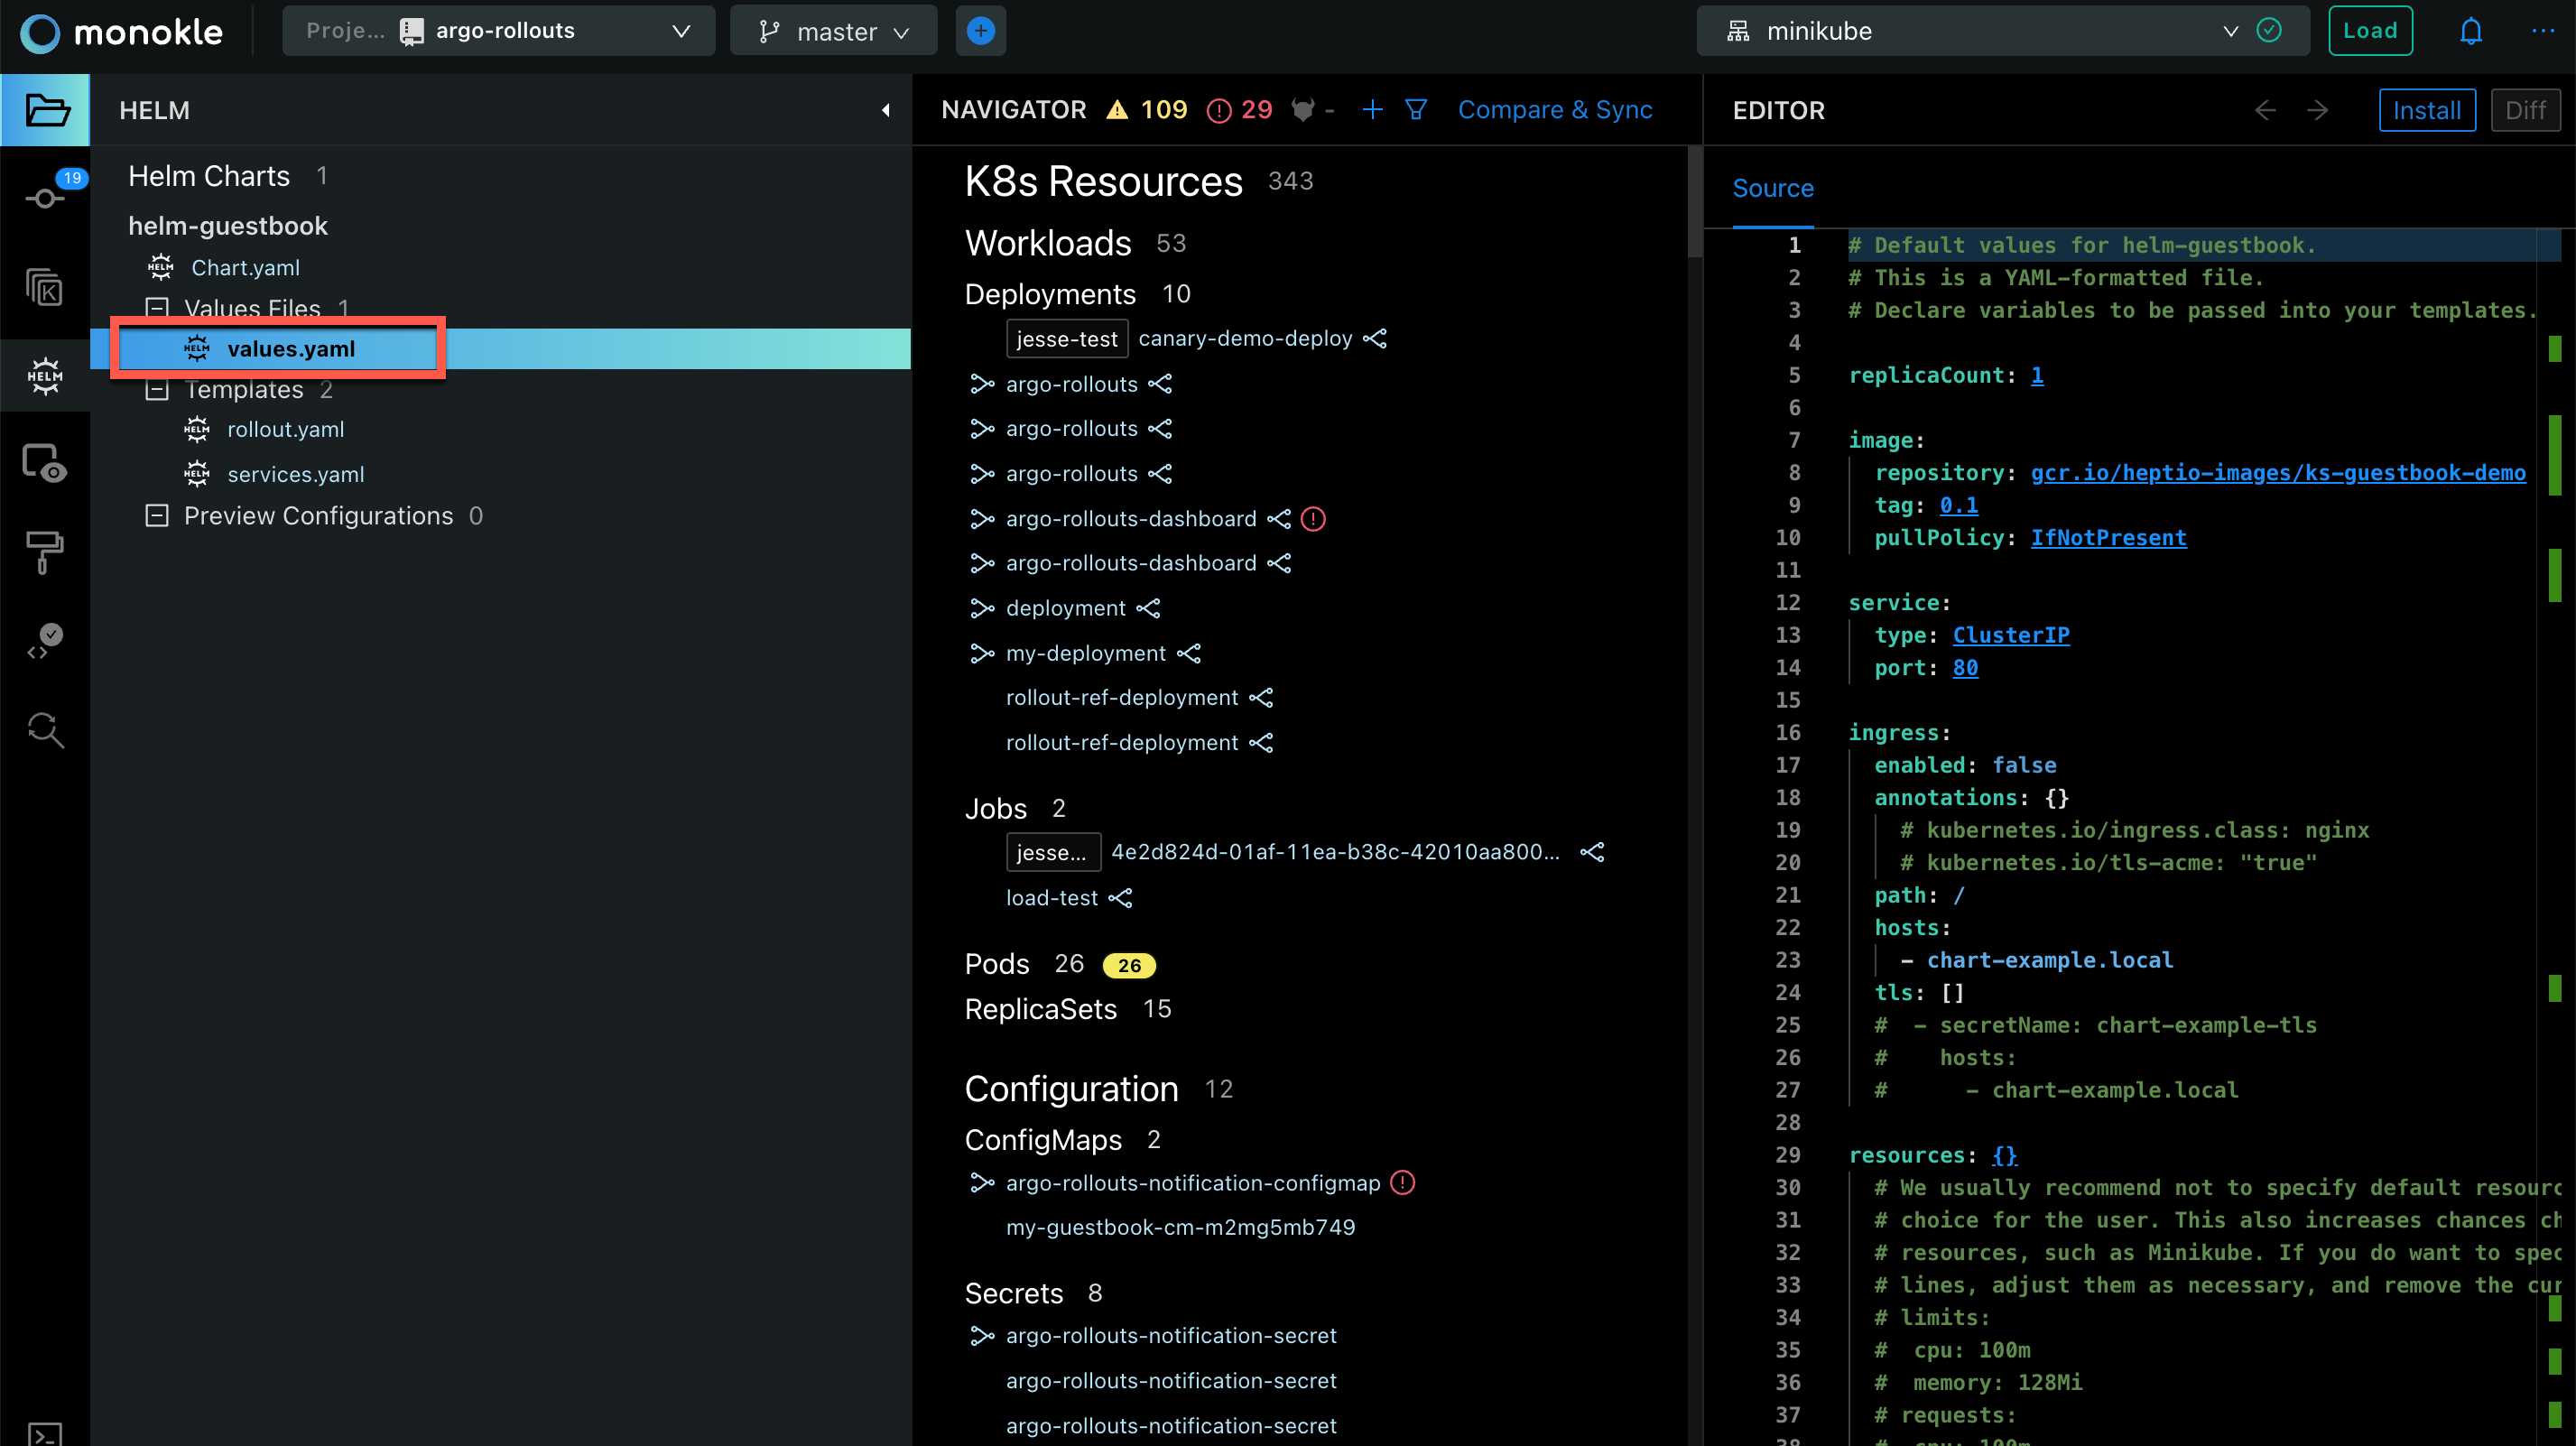 monokle
Proje... argo-rollouts
master
minikube
Load
HELM
Helm Charts 1
helm-guestbook
Chart.yaml
Values Files 1
values.yaml
Templates 2
rollout.yaml
services.yaml
Preview Configurations 0
19
HELM
NAVIGATOR 109 29 - + Compare & Sync
K8s Resources 343
Workloads 53
Deployments 10
jesse-test canary-demo-deploy
argo-rollouts
argo-rollouts
argo-rollouts
argo-rollouts-dashboard
argo-rollouts-dashboard
deployment
my-deployment
rollout-ref-deployment
rollout-ref-deployment
Jobs 2
jesse... 4e2d824d-01af-11ea-b38c-42010aa800...
load-test
Pods 26 26
ReplicaSets 15
Configuration 12
ConfigMaps 2
argo-rollouts-notification-configmap
my-guestbook-cm-m2mg5mb749
Secrets 8
argo-rollouts-notification-secret
argo-rollouts-notification-secret
argo-rollouts-notification-secret
EDITOR
Install Diff
Source
1 # Default values for helm-guestbook.
2 # This is a YAML-formatted file.
3 # Declare variables to be passed into your templates.
4
5 replicaCount: 1
6
7 image:
8 repository: gcr.io/heptio-images/ks-guestbook-demo
9 tag: 0.1
10 pullPolicy: IfNotPresent
11
12 service:
13 type: ClusterIP
14 port: 80
15
16 ingress:
17 enabled: false
18 annotations: {}
19 # kubernetes.io/ingress.class: nginx
20 # kubernetes.io/tls-acme: "true"
21 path: /
22 hosts:
23 - chart-example.local
24 tls: []
25 # - secretName: chart-example-tls
26 # hosts:
27 # - chart-example.local
28
29 resources: {}
30 # We usually recommend not to specify default resourc
31 # choice for the user. This also increases chances ch
32 # resources, such as Minikube. If you do want to spec
33 # lines, adjust them as necessary, and remove the cur
34 # limits:
35 # cpu: 100m
36 # memory: 128Mi
37 # requests:
38 # cpu: 100m